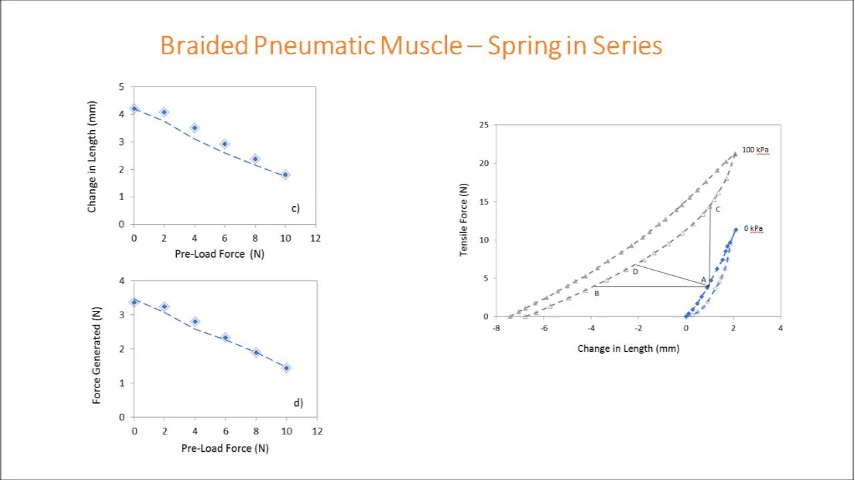 Braided Pneumatic Muscle – Spring in Series
5
4
3
2
1
0
Change in Length (mm)
c)
0 2 4 6 8 10 12
Pre-Load Force (N)
4
3
2
1
0
Force Generated (N)
d)
0 2 4 6 8 10 12
Pre-Load Force (N)
25
20
15
10
5
0
Tensile Force (N)
100 kPa
C
0 kPa
D
A
B
-8 -6 -4 -2 0 2 4
Change in Length (mm)